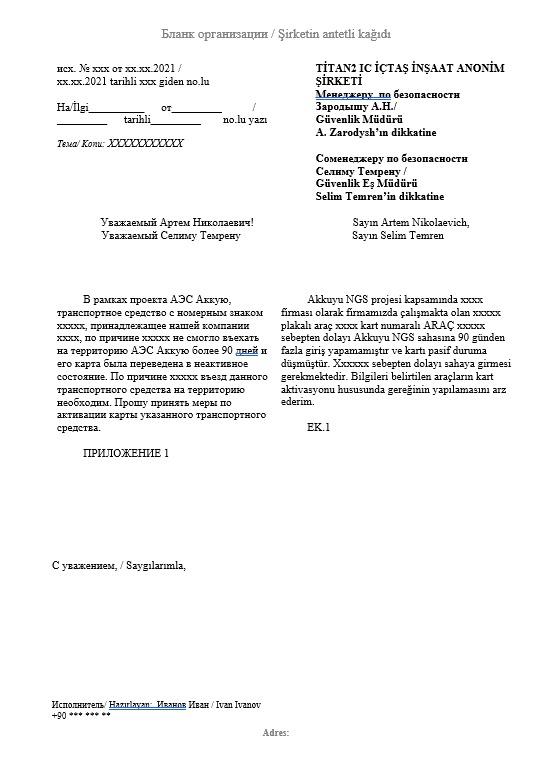 Бланк организации / Şirketin antetli kağıdı
исх. № xxx от xx.xx.2021 /
xx.xx.2021 tarihli xxx giden no.lu
На/İlgi__________ от_________ /
_________ tarihli_________ no.lu yazı
Тема/ Konu: XXXXXXXXXXX
TİTAN2 IC İÇTAŞ İNŞAAT ANONİM
ŞİRKETİ
Менеджеру по безопасности
Зародышу А.Н./
Güvenlik Müdürü
A. Zarodysh’ın dikkatine
Соменеджеру по безопасности
Селиму Темрену /
Güvenlik Eş Müdürü
Selim Temren’in dikkatine
Уважаемый Артем Николаевич!
Уважаемый Селиму Темрену
Sayın Artem Nikolaevich,
Sayın Selim Temren
В рамках проекта АЭС Аккую,
транспортное средство с номерным знаком
xxxxx, принадлежащее нашей компании
xxxx, по причине xxxxx не смогло въехать
на территорию АЭС Аккую более 90 дней и
его карта была переведена в неактивное
состояние. По причине xxxxx въезд данного
транспортного средства на территорию
необходим. Прошу принять меры по
активации карты указанного транспортного
средства.
ПРИЛОЖЕНИЕ 1
Akkuyu NGS projesi kapsamında xxxx
firması olarak firmamızda çalışmakta olan xxxxx
plakalı araç xxxx kart numaralı ARAÇ xxxxx
sebepten dolayı Akkuyu NGS sahasına 90 günden
fazla giriş yapamamıştır ve kartı pasif duruma
düşmüştür. Xxxxxx sebepten dolayı sahaya girmesi
gerekmektedir. Bilgileri belirtilen araçların kart
aktivasyonu hususunda gereğinin yapılamasını arz
ederim.
EK.1
С уважением, / Saygılarımla,
Исполнитель/ Hazırlayan: Иванов Иван / Ivan Ivanov
+90 *** *** **
Adres: